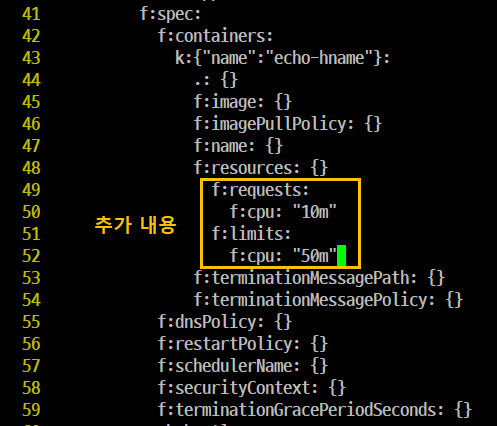 41 f:spec:
42 f:containers:
43 k:{"name":"echo-hname"}:
44 .: {}
45 f:image: {}
46 f:imagePullPolicy: {}
47 f:name: {}
48 f:resources: {}
49 f:requests:
50 f:cpu: "10m"
추가 내용
51 f:limits:
52 f:cpu: "50m"
53 f:terminationMessagePath: {}
54 f:terminationMessagePolicy: {}
55 f:dnsPolicy: {}
56 f:restartPolicy: {}
57 f:schedulerName: {}
58 f:securityContext: {}
59 f:terminationGracePeriodSeconds: {}